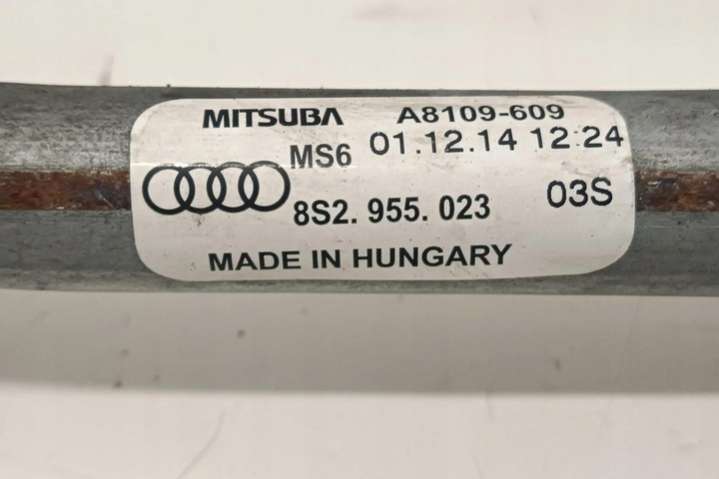 MITSUBA A8109-609
MS6 01.12.14 12:24
8S2. 955. 023 03S
MADE IN HUNGARY